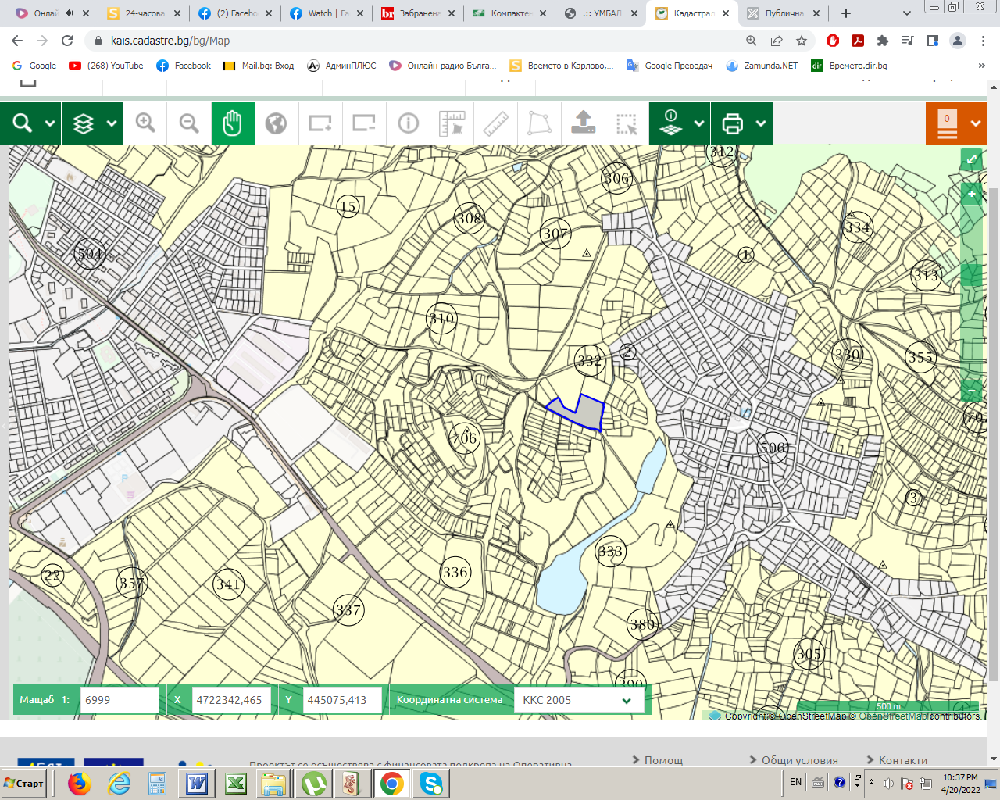 Онлай
24-часова
(2) Facebo
Watch | Fa
Забранена
Компактен
.:: УМБАЛ
Кадастрал
Публична
kais.cadastre.bg/bg/Map
Google
(268) YouTube
Facebook
Mail.bg: Вход
АдминПЛЮС
Онлайн радио Бълга...
Времето в Карлово,...
Google Преводач
Zamunda.NET
Времето.dir.bg
»
0
312
306
15
308
307
334
1
504
313
310
332
2
330
355
707
706
506
3
333
336
22
357
341
337
380
305
390
4
P
Мащаб 1:
6999
X
4722342,465
Y
445075,413
Координатна система
ККС 2005
500 m
Copyright © OpenStreetMap © OpenStreetMap contributors.
Проектът се осъществява с финансовата подкрепа на Оперативна
Помощ
Общи условия
Контакти
Старт
EN
10:37 PM
4/20/2022